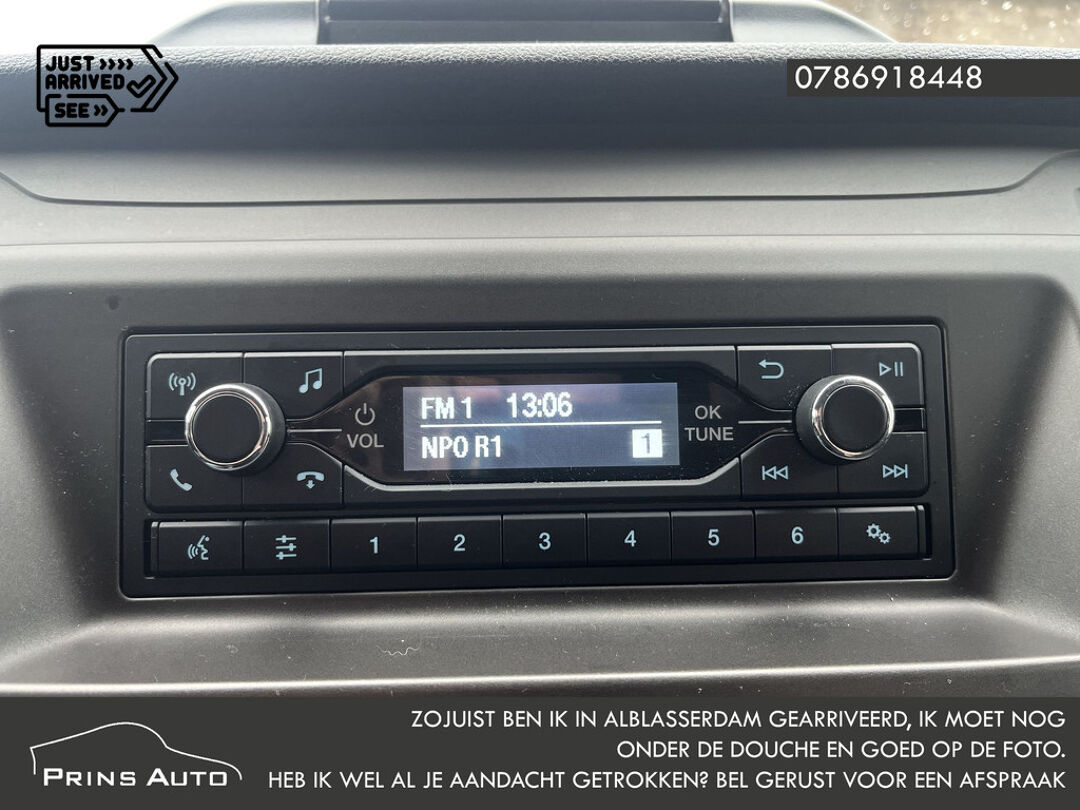 JUST
ARRIVED
SEE
0786918448
FM 1 13:06
NPO R1
1
VOL
OK
TUNE
1 2 3 4 5 6
ZOJUIST BEN IK IN ALBLASSERDAM GEARRIVEERD, IK MOET NOG
ONDER DE DOUCHE EN GOED OP DE FOTO.
HEB IK WEL AL JE AANDACHT GETROKKEN? BEL GERUST VOOR EEN AFSPRAAK
PRINS AUTO